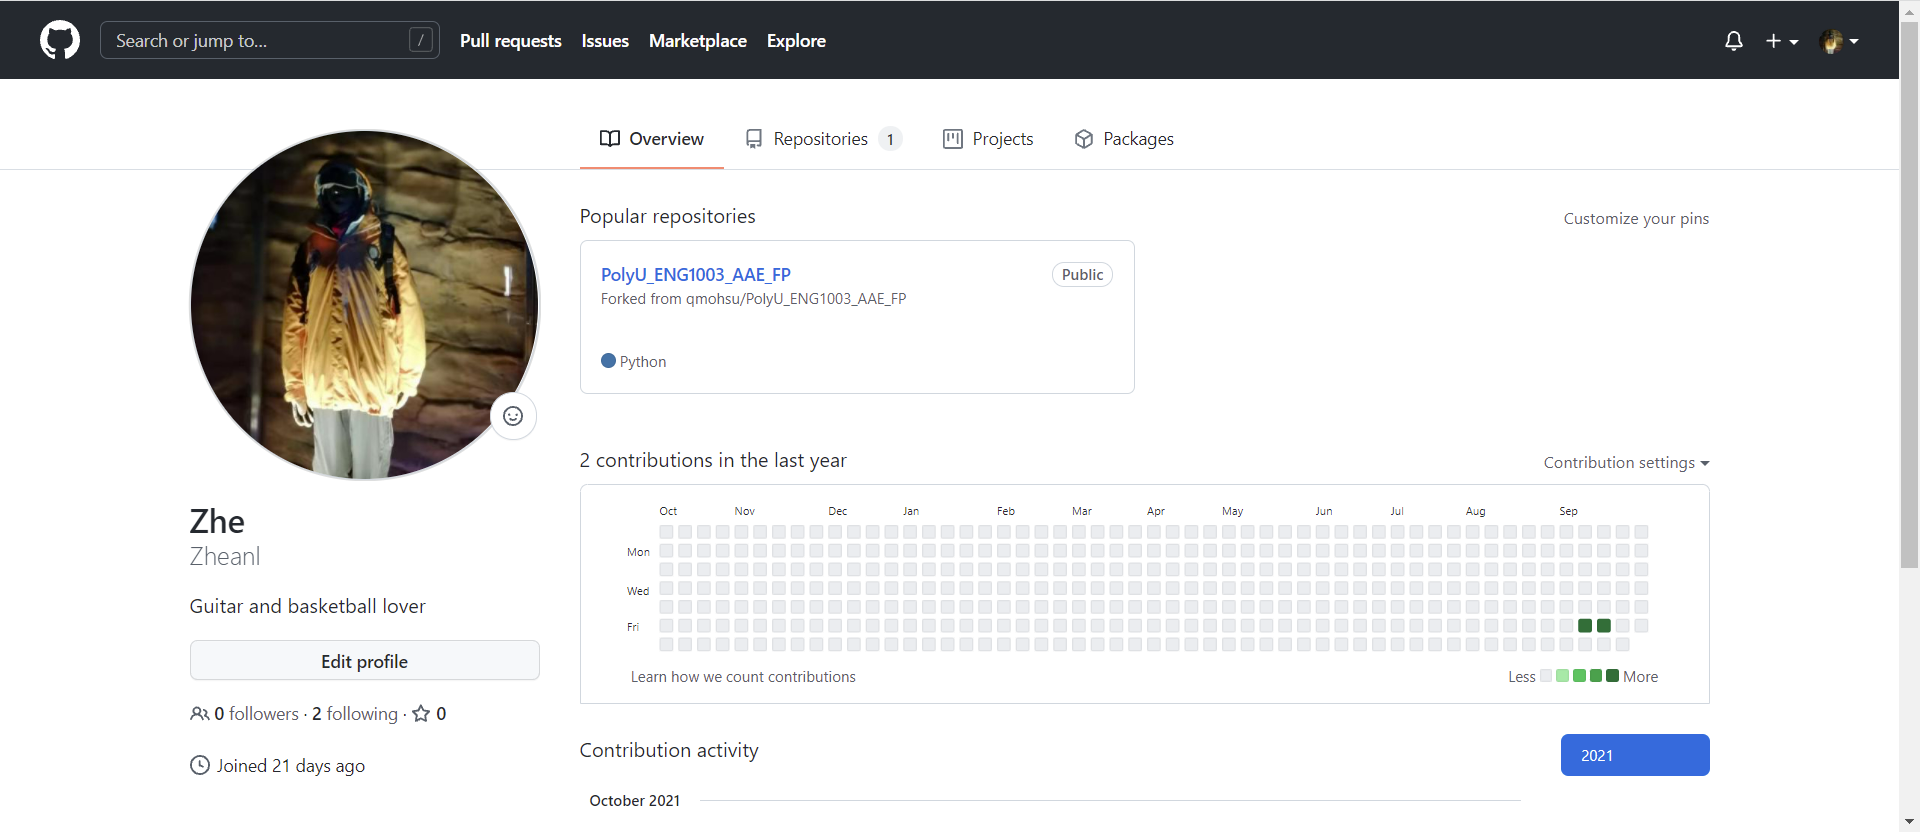 Search or jump to... /
Pull requests Issues Marketplace Explore
Overview Repositories 1 Projects Packages
Popular repositories
Customize your pins
PolyU_ENG1003_AAE_FP Public
Forked from qmohsu/PolyU_ENG1003_AAE_FP
Python
2 contributions in the last year
Contribution settings
Oct Nov Dec Jan Feb Mar Apr May Jun Jul Aug Sep
Mon
Wed
Fri
Learn how we count contributions
Less More
Zhe
Zheanl
Guitar and basketball lover
Edit profile
0 followers · 2 following · 0
Joined 21 days ago
Contribution activity
2021
October 2021